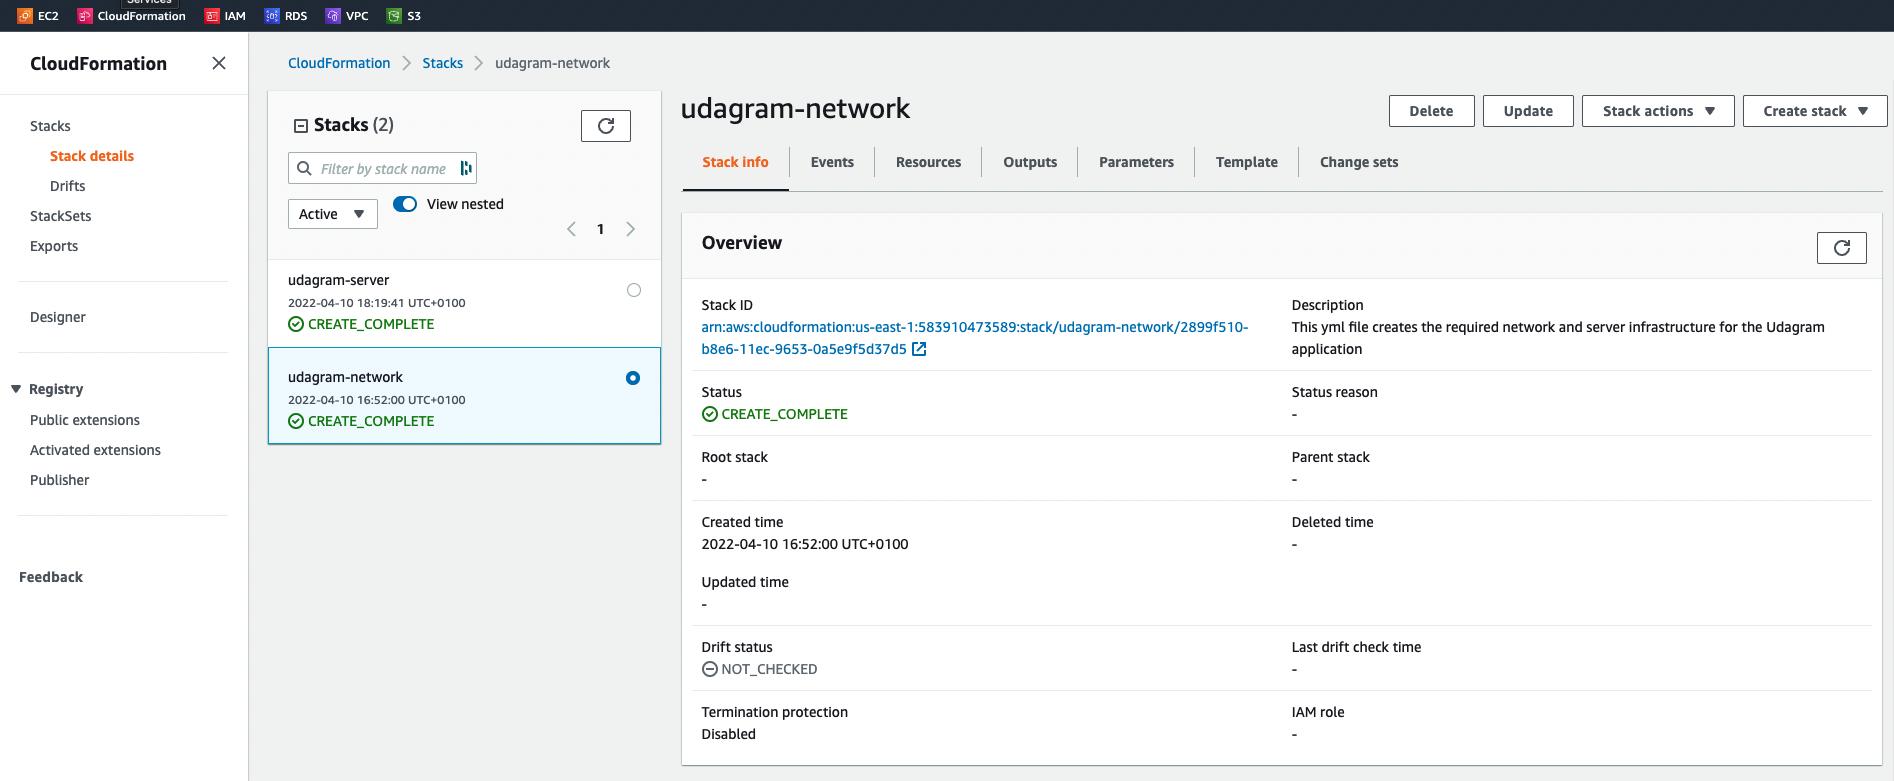 Services
EC2 CloudFormation IAM RDS VPC S3
CloudFormation
Stacks
Stack details
Drifts
StackSets
Exports
Designer
Registry
Public extensions
Activated extensions
Publisher
Feedback
CloudFormation Stacks udagram-network
Stacks (2)
Filter by stack name
Active
View nested
1
udagram-server
2022-04-10 18:19:41 UTC+0100
CREATE_COMPLETE
udagram-network
2022-04-10 16:52:00 UTC+0100
CREATE_COMPLETE
udagram-network
Delete Update Stack actions Create stack
Stack info Events Resources Outputs Parameters Template Change sets
Overview
Stack ID
arn:aws:cloudformation:us-east-1:583910473589:stack/udagram-network/2899f510-
b8e6-11ec-9653-0a5e9f5d37d5
Description
This yml file creates the required network and server infrastructure for the Udagram
application
Status
CREATE_COMPLETE
Status reason
-
Root stack
-
Parent stack
-
Created time
2022-04-10 16:52:00 UTC+0100
Deleted time
-
Updated time
-
Drift status
NOT_CHECKED
Last drift check time
-
Termination protection
Disabled
IAM role
-